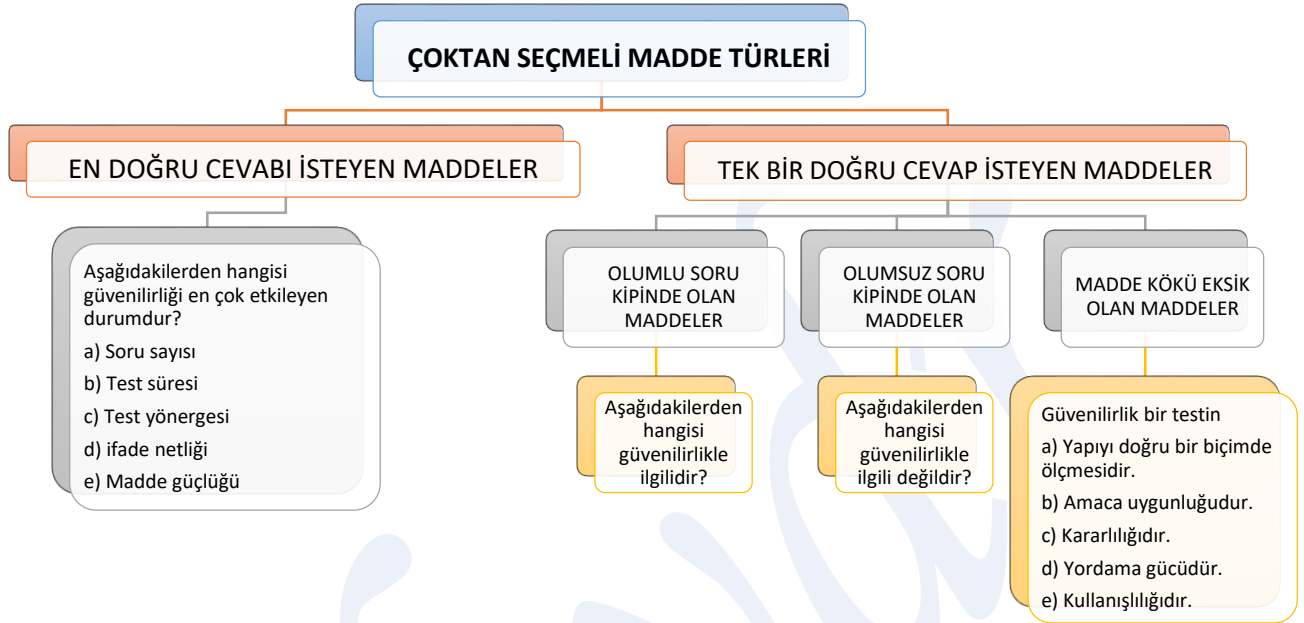 ÇOKTAN SEÇMELİ MADDE TÜRLERİ
EN DOĞRU CEVABI İSTEYEN MADDELER
Aşağıdakilerden hangisi
güvenilirliği en çok etkileyen
durumdur?
a) Soru sayısı
b) Test süresi
c) Test yönergesi
d) ifade netliği
e) Madde güçlüğü
TEK BİR DOĞRU CEVAP İSTEYEN MADDELER
OLUMLU SORU
KİPİNDE OLAN
MADDELER
Aşağıdakilerden
hangisi
güvenilirlikle
ilgilidir?
OLUMSUZ SORU
KİPİNDE OLAN
MADDELER
Aşağıdakilerden
hangisi
güvenilirlikle
ilgili değildir?
MADDE KÖKÜ EKSİK
OLAN MADDELER
Güvenilirlik bir testin
a) Yapıyı doğru bir biçimde
ölçmesidir.
b) Amaca uygunluğudur.
c) Kararlılığıdır.
d) Yordama gücüdür.
e) Kullanışlılığıdır.